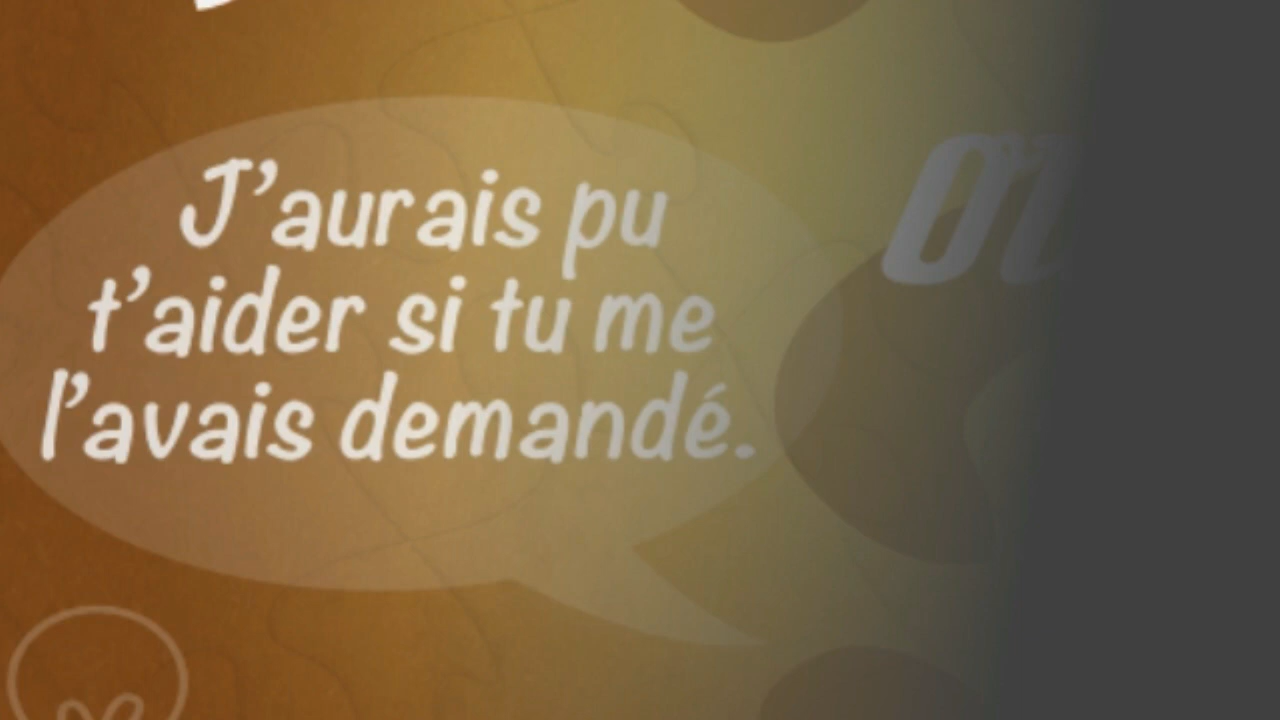 J’aurais pu
t’aider si tu me
l’avais demandé.